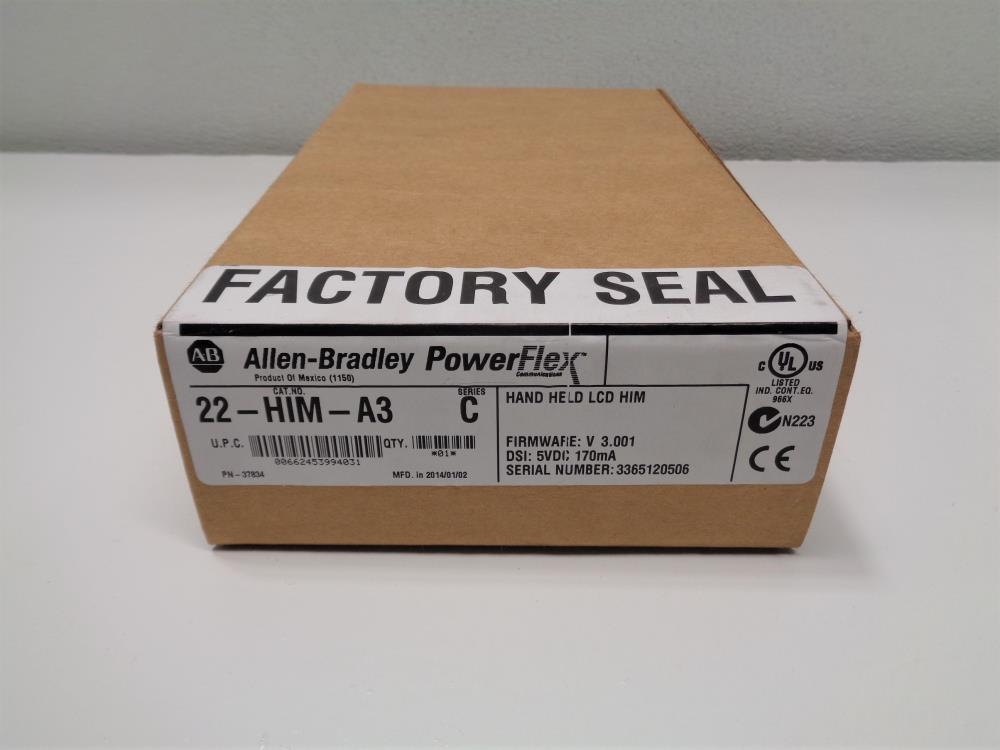 FACTORY SEAL
AB Allen-Bradley PowerFlex™
Communications
Product Of Mexico (1150)
CAT.NO. SERIES
22-HIM-A3 C
U.P.C. QTY.
00662453994031 *01*
PN-37834 MFD. in 2014/01/02
HAND HELD LCD HIM
FIRMWARE: V 3.001
DSI: 5VDC 170mA
SERIAL NUMBER: 3365120506
C UL US
LISTED
IND. CONT. EQ.
966X
N223
CE